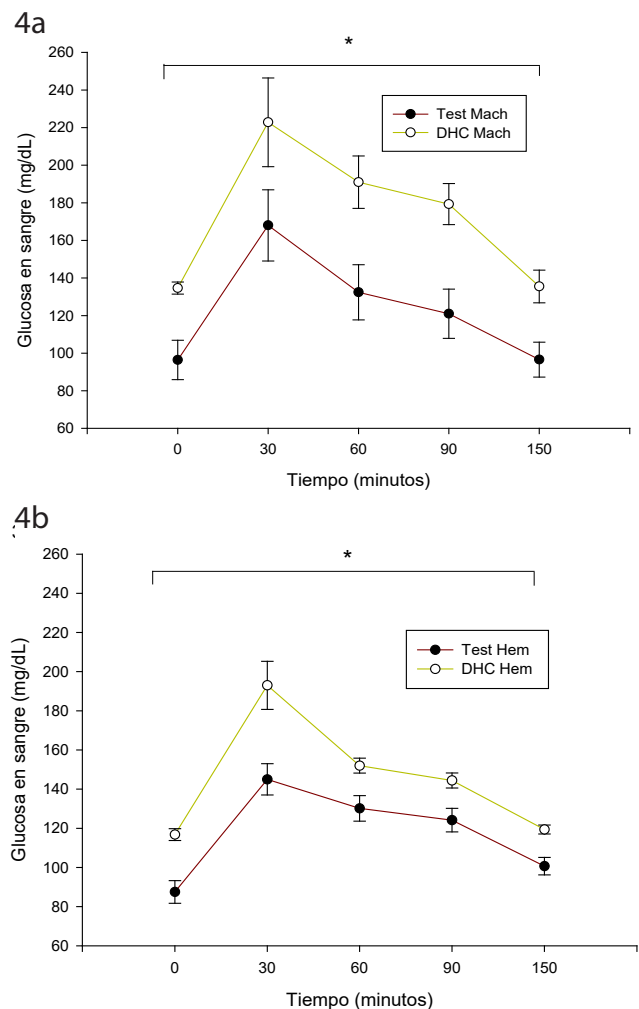 4a
*
260
240
220
200
180
160
140
120
100
80
60
Glucosa en sangre (mg/dL)
Test Mach
DHC Mach
0 30 60 90 150
Tiempo (minutos)
4b
*
260
240
220
200
180
160
140
120
100
80
60
Glucosa en sangre (mg/dL)
Test Hem
DHC Hem
0 30 60 90 150
Tiempo (minutos)